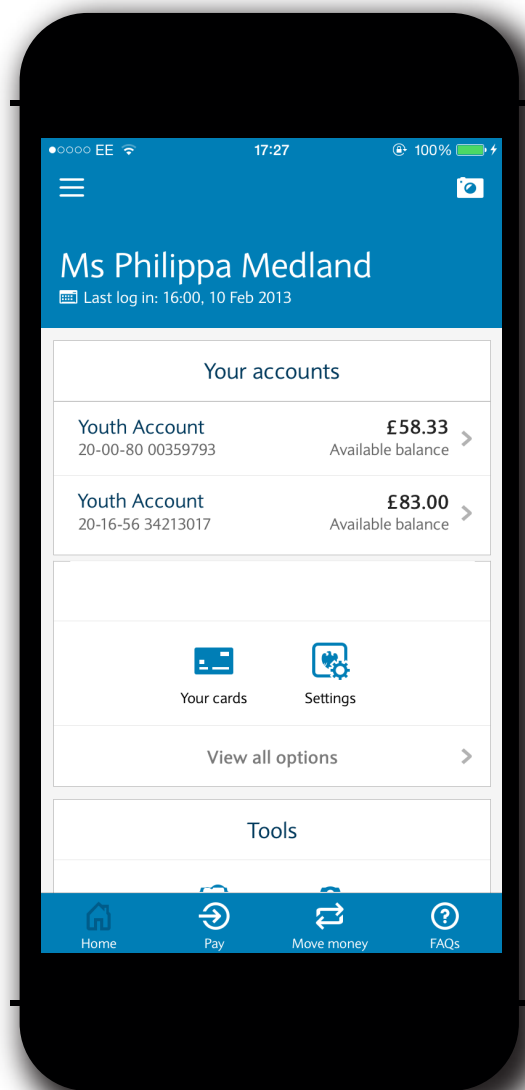 EE 17:27 100%
Ms Philippa Medland
Last log in: 16:00, 10 Feb 2013
Your accounts
Youth Account £58.33
20-00-80 00359793 Available balance
Youth Account £83.00
20-16-56 34213017 Available balance
Your cards Settings
View all options
Tools
Home Pay Move money FAQs